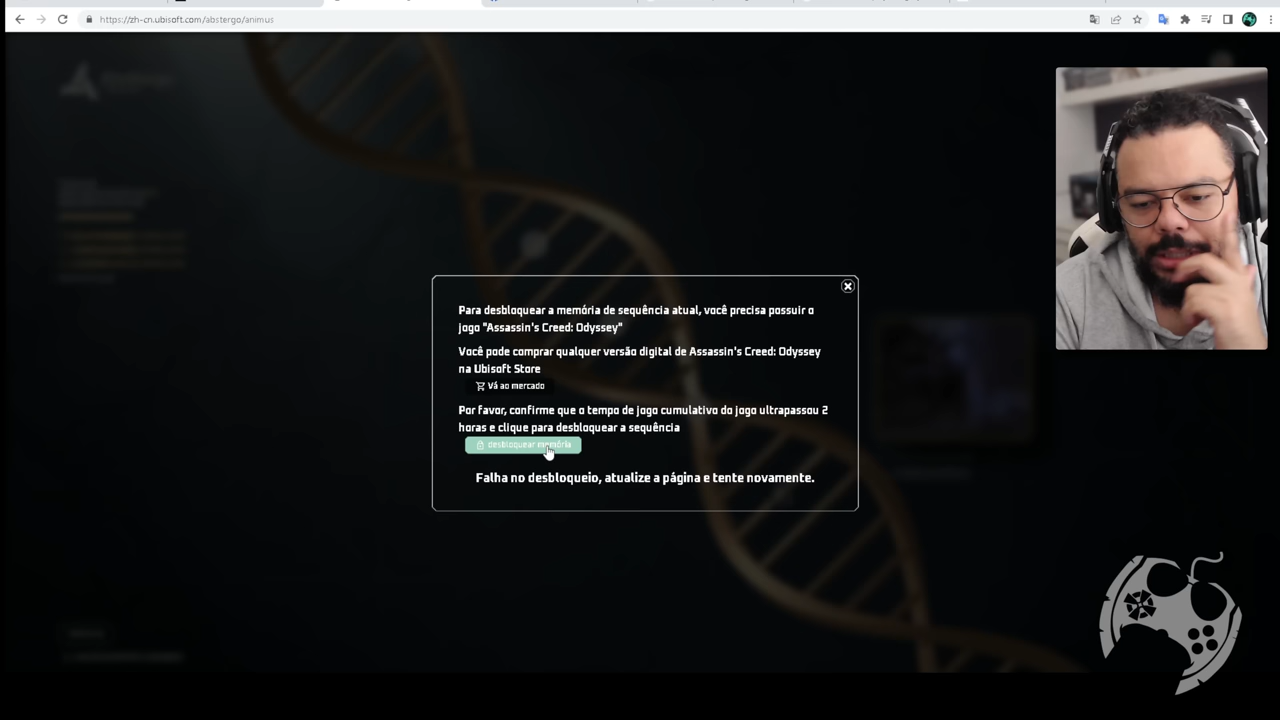 https://zh-cn.ubisoft.com/abstergo/animus
Para desbloquear a memória de sequência atual, você precisa possuir o
jogo "Assassin's Creed: Odyssey"
Você pode comprar qualquer versão digital de Assassin's Creed: Odyssey
na Ubisoft Store
Vá ao mercado
Por favor, confirme que o tempo de jogo cumulativo do jogo ultrapassou 2
horas e clique para desbloquear a sequência
desbloquear memória
Falha no desbloqueio, atualize a página e tente novamente.